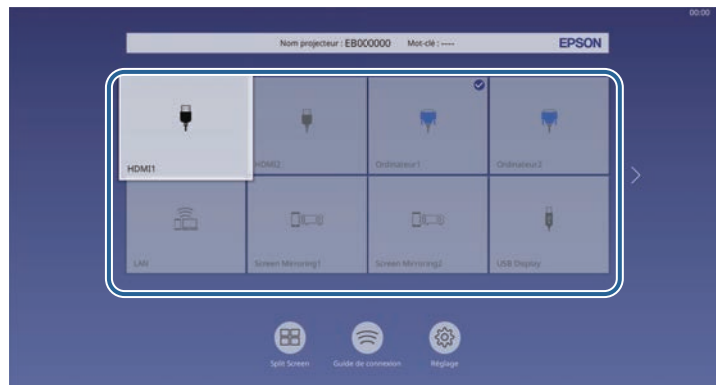 00:00
Nom projecteur : EB000000 Mot-clé : ---- EPSON
HDMI1 HDMI2 Ordinateur1 Ordinateur2
LAN Screen Mirroring1 Screen Mirroring2 USB Display
Split Screen Guide de connexion Réglage